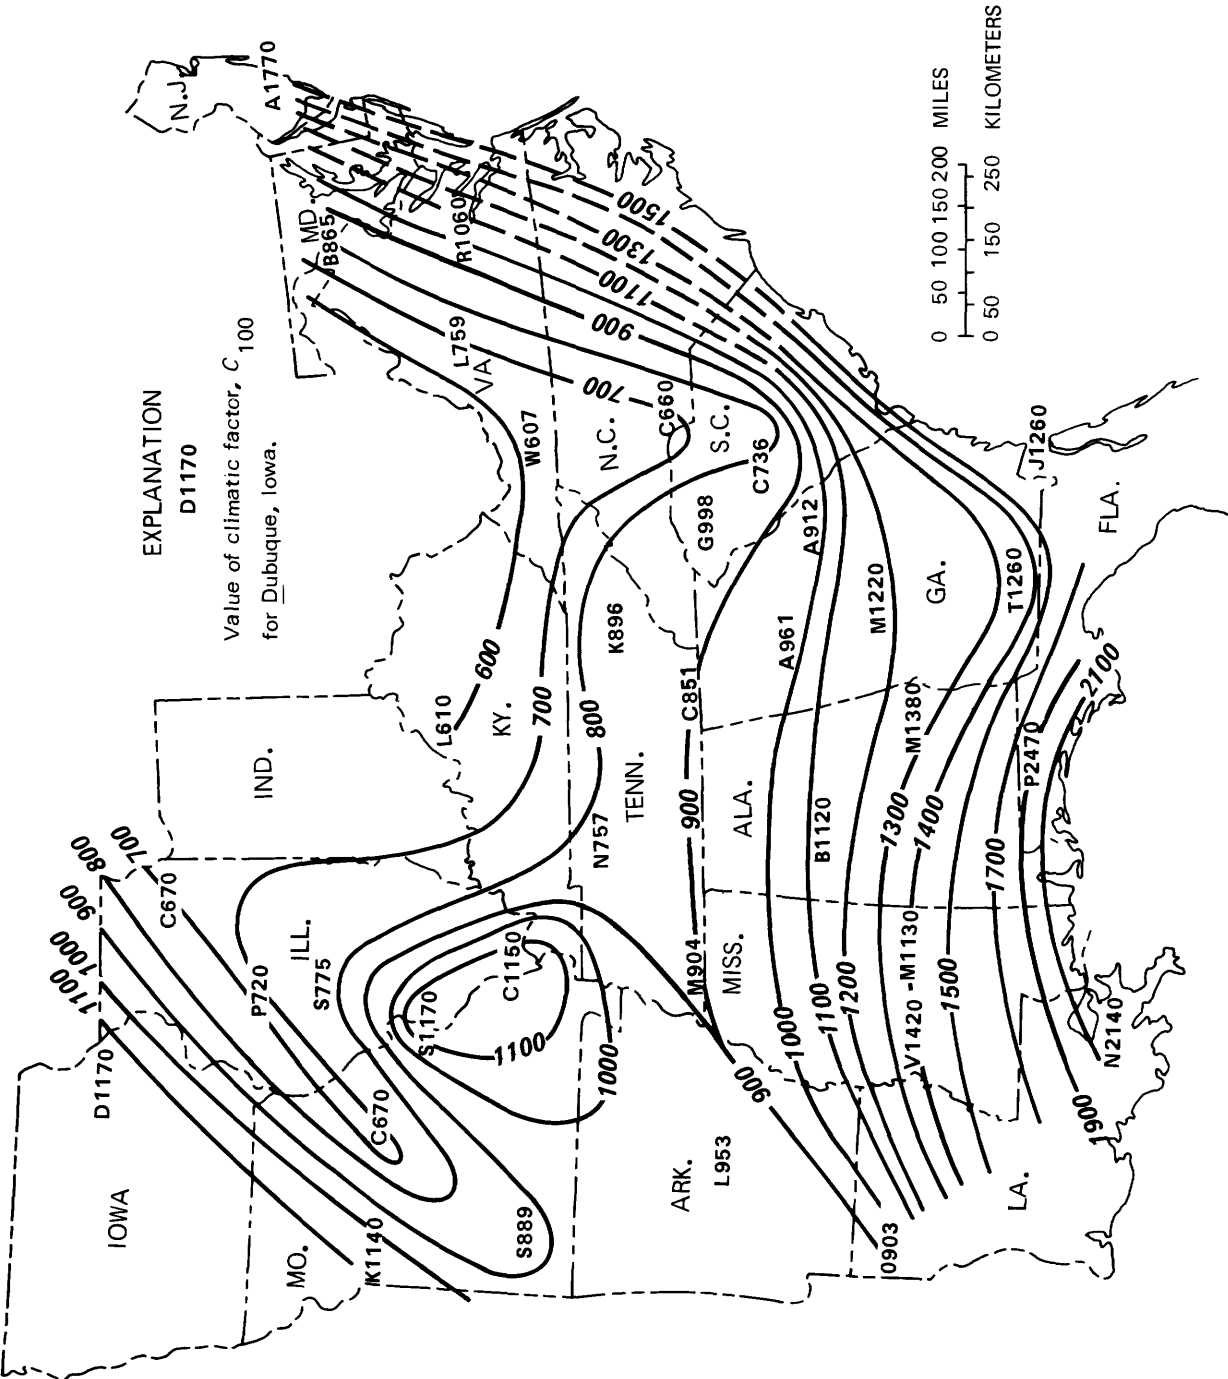 EXPLANATION
D1170
Value of climatic factor, C 100
for Dubuque, Iowa.
N.J.
A1770
MD.
B865
R1060
L759
VA
W607
N.C.
C660
S.C.
C736
G998
A912
A961
M1220
GA.
T1260
J1260
FLA.
K896
C851
L610
KY.
IND.
TENN.
N757
ALA.
B1120
M1380
P2470
MISS.
M904
M1130
V1420
N2140
LA.
0903
ARK.
L953
ILL.
C670
P720
S775
C1150
S1170
C670
D1170
IOWA
MO.
K1140
S889
600
700
800
900
1000
1100
1200
1300
1400
1500
1700
1900
2100
700
900
1100
1300
1500
700
800
900
1000
1100
1100
1000
900
0 50 100 150 200 MILES
0 50 150 250 KILOMETERS